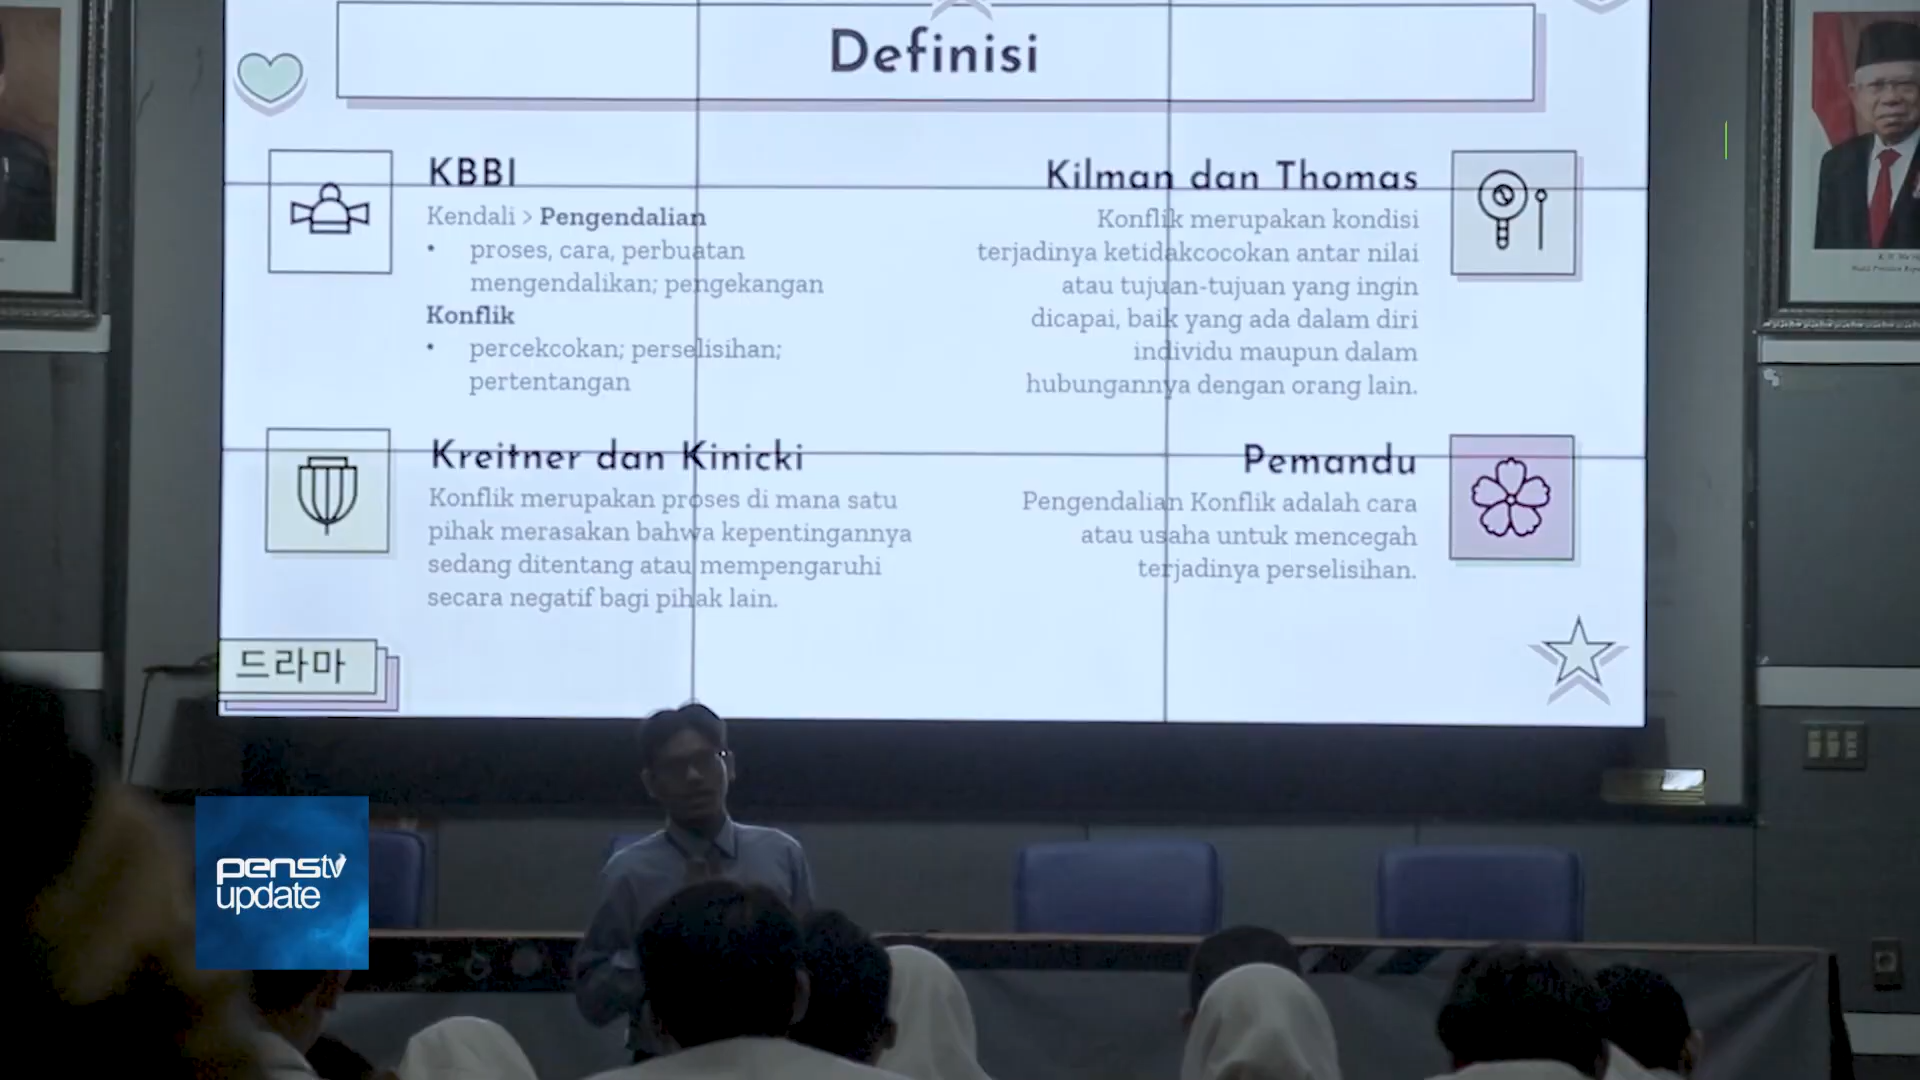 Definisi
KBBI
Kendali > Pengendalian
• proses, cara, perbuatan
mengendalikan; pengekangan
Konflik
• percekcokan; perselisihan;
pertentangan
Kilman dan Thomas
Konflik merupakan kondisi
terjadinya ketidakcocokan antar nilai
atau tujuan-tujuan yang ingin
dicapai, baik yang ada dalam diri
individu maupun dalam
hubungannya dengan orang lain.
Kreitner dan Kinicki
Konflik merupakan proses di mana satu
pihak merasakan bahwa kepentingannya
sedang ditentang atau mempengaruhi
secara negatif bagi pihak lain.
Pemandu
Pengendalian Konflik adalah cara
atau usaha untuk mencegah
terjadinya perselisihan.
드라마
penstv
update